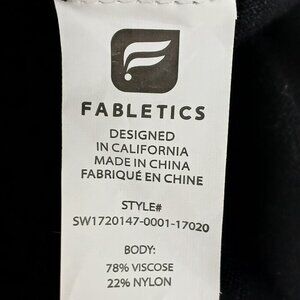 FABLETICS
DESIGNED
IN CALIFORNIA
MADE IN CHINA
FABRIQUÉ EN CHINE
STYLE#
SW1720147-0001-17020
BODY:
78% VISCOSE
22% NYLON